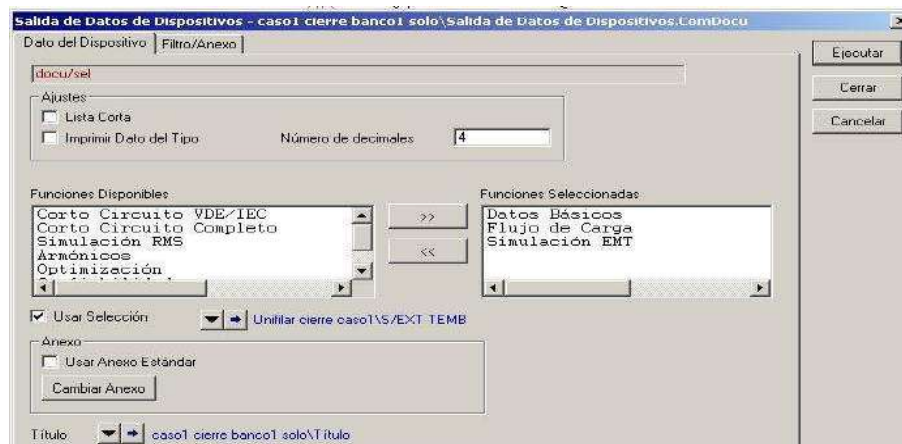 Salida de Datos de Dispositivos - caso1 cierre banco1 solo\Salida de Datos de Dispositivos.ComDocu
Dato del Dispositivo
Filtro/Anexo
Ejecutar
docu/sel
Cerrar
Ajustes
Lista Corta
Cancelar
Imprimir Dato del Tipo
Número de decimales
4
Funciones Disponibles
Funciones Seleccionadas
Corto Circuito VDE/IEC
Corto Circuito Completo
Simulación RMS
Armónicos
Optimización
>>
<<
Datos Básicos
Flujo de Carga
Simulación EMT
Usar Selección
Unifilar cierre caso1\S/EXT TEMB
Anexo
Usar Anexo Estándar
Cambiar Anexo
Título
caso1 cierre banco1 solo\Título